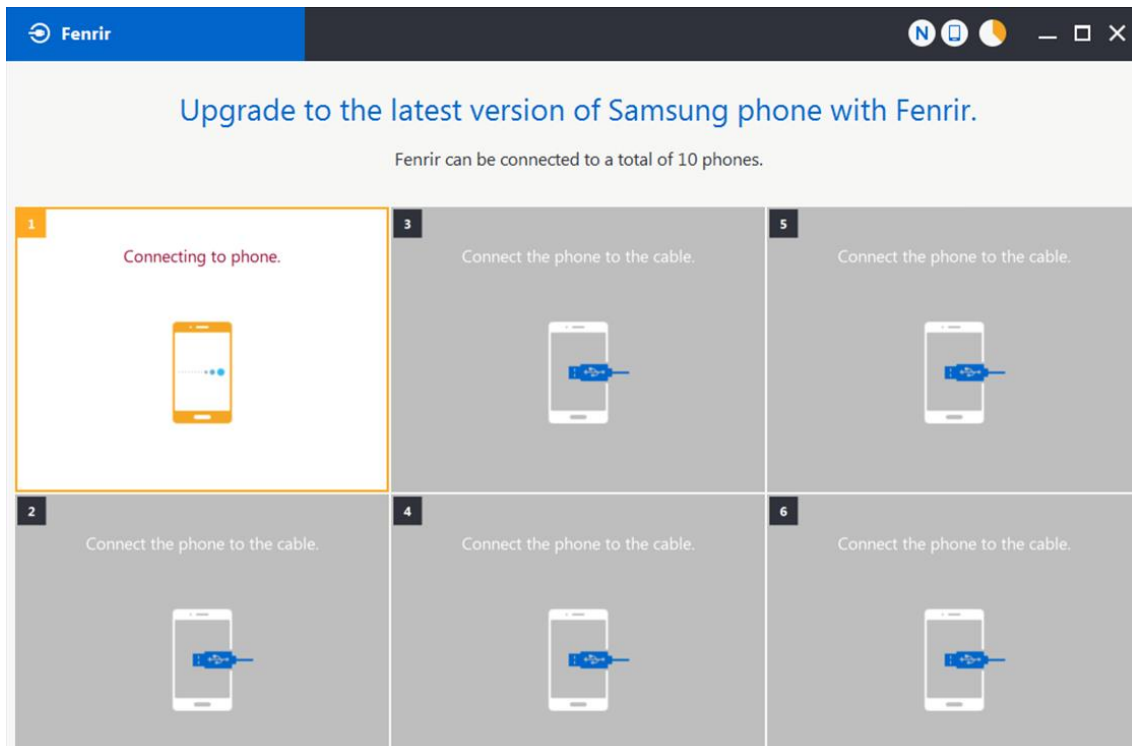 Fenrir
N
Upgrade to the latest version of Samsung phone with Fenrir.
Fenrir can be connected to a total of 10 phones.
1
Connecting to phone.
3
Connect the phone to the cable.
5
Connect the phone to the cable.
2
Connect the phone to the cable.
4
Connect the phone to the cable.
6
Connect the phone to the cable.